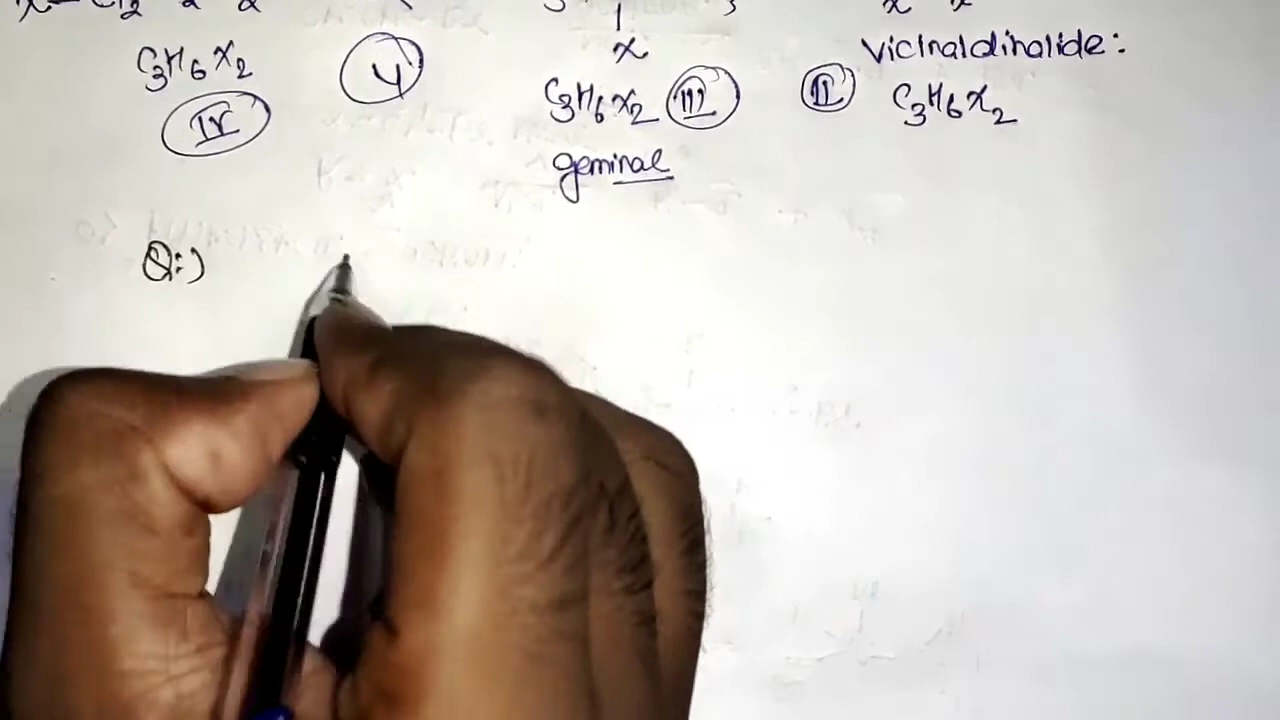 x
C3H6X2
IV
4
x
C3H6X2 III
geminal
II
Vicinaldihalide:
C3H6X2
Q:)